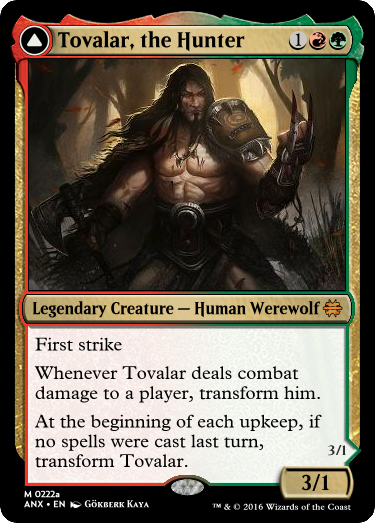 Tovalar, the Hunter 1
Legendary Creature — Human Werewolf
First strike
Whenever Tovalar deals combat
damage to a player, transform him.
At the beginning of each upkeep, if
no spells were cast last turn,
transform Tovalar.
3/1
3/1
M 0222a
ANX • EN Gökberk Kaya
™ & © 2016 Wizards of the Coast